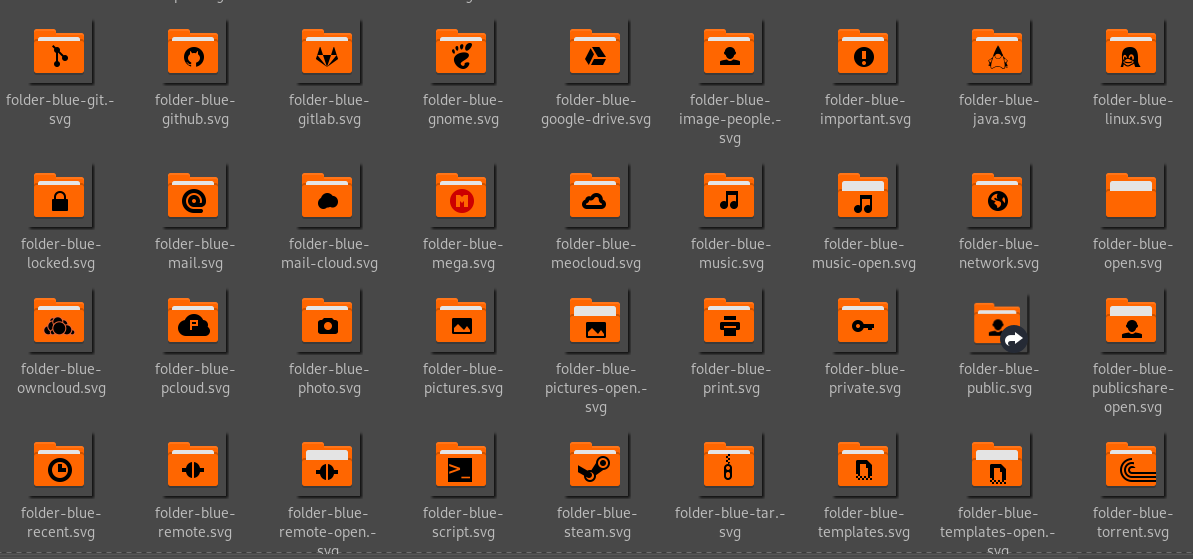 folder-blue-git.-
svg
folder-blue-
github.svg
folder-blue-
gitlab.svg
folder-blue-
gnome.svg
folder-blue-
google-drive.svg
folder-blue-
image-people.-
svg
folder-blue-
important.svg
folder-blue-
java.svg
folder-blue-
linux.svg
folder-blue-
locked.svg
folder-blue-
mail.svg
folder-blue-
mail-cloud.svg
M
folder-blue-
mega.svg
folder-blue-
meocloud.svg
folder-blue-
music.svg
folder-blue-
music-open.svg
folder-blue-
network.svg
folder-blue-
open.svg
folder-blue-
owncloud.svg
P
folder-blue-
pcloud.svg
folder-blue-
photo.svg
folder-blue-
pictures.svg
folder-blue-
pictures-open.-
svg
folder-blue-
print.svg
folder-blue-
private.svg
folder-blue-
public.svg
folder-blue-
publicshare-
open.svg
folder-blue-
recent.svg
folder-blue-
remote.svg
folder-blue-
remote-open.-
svg
>_
folder-blue-
script.svg
folder-blue-
steam.svg
folder-blue-tar.-
svg
folder-blue-
templates.svg
folder-blue-
templates-open.-
svg
folder-blue-
torrent.svg